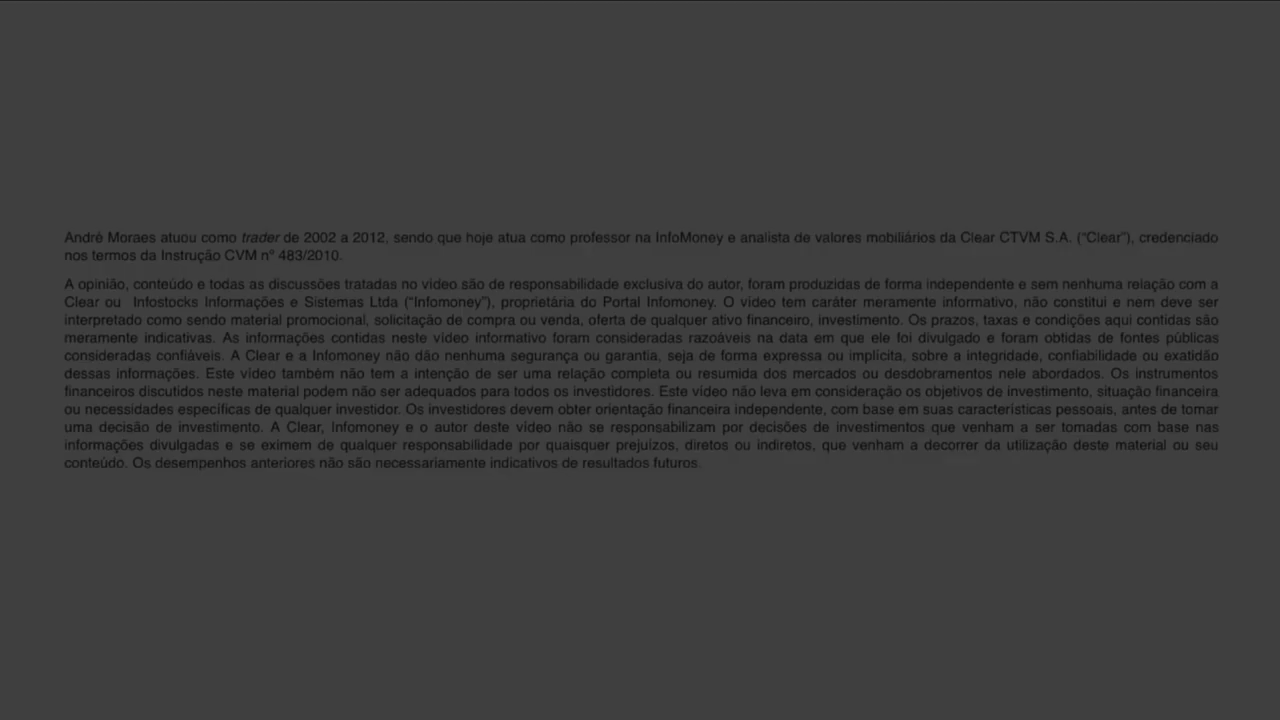 André Moraes atuou como trader de 2002 a 2012, sendo que hoje atua como professor na InfoMoney e analista de valores mobiliários da Clear CTVM S.A. (“Clear”), credenciado
nos termos da Instrução CVM nº 483/2010.
A opinião, conteúdo e todas as discussões tratadas no vídeo são de responsabilidade exclusiva do autor, foram produzidas de forma independente e sem nenhuma relação com a
Clear ou Infostocks Informações e Sistemas Ltda (“Infomoney”), proprietária do Portal Infomoney. O vídeo tem caráter meramente informativo, não constitui e nem deve ser
interpretado como sendo material promocional, solicitação de compra ou venda, oferta de qualquer ativo financeiro, investimento. Os prazos, taxas e condições aqui contidas são
meramente indicativas. As informações contidas neste vídeo informativo foram consideradas razoáveis na data em que ele foi divulgado e foram obtidas de fontes públicas
consideradas confiáveis. A Clear e a Infomoney não dão nenhuma segurança ou garantia, seja de forma expressa ou implícita, sobre a integridade, confiabilidade ou exatidão
dessas informações. Este vídeo também não tem a intenção de ser uma relação completa ou resumida dos mercados ou desdobramentos nele abordados. Os instrumentos
financeiros discutidos neste material podem não ser adequados para todos os investidores. Este vídeo não leva em consideração os objetivos de investimento, situação financeira
ou necessidades específicas de qualquer investidor. Os investidores devem obter orientação financeira independente, com base em suas características pessoais, antes de tomar
uma decisão de investimento. A Clear, Infomoney e o autor deste vídeo não se responsabilizam por decisões de investimentos que venham a ser tomadas com base nas
informações divulgadas e se eximem de qualquer responsabilidade por quaisquer prejuízos, diretos ou indiretos, que venham a decorrer da utilização deste material ou seu
conteúdo. Os desempenhos anteriores não são necessariamente indicativos de resultados futuros.